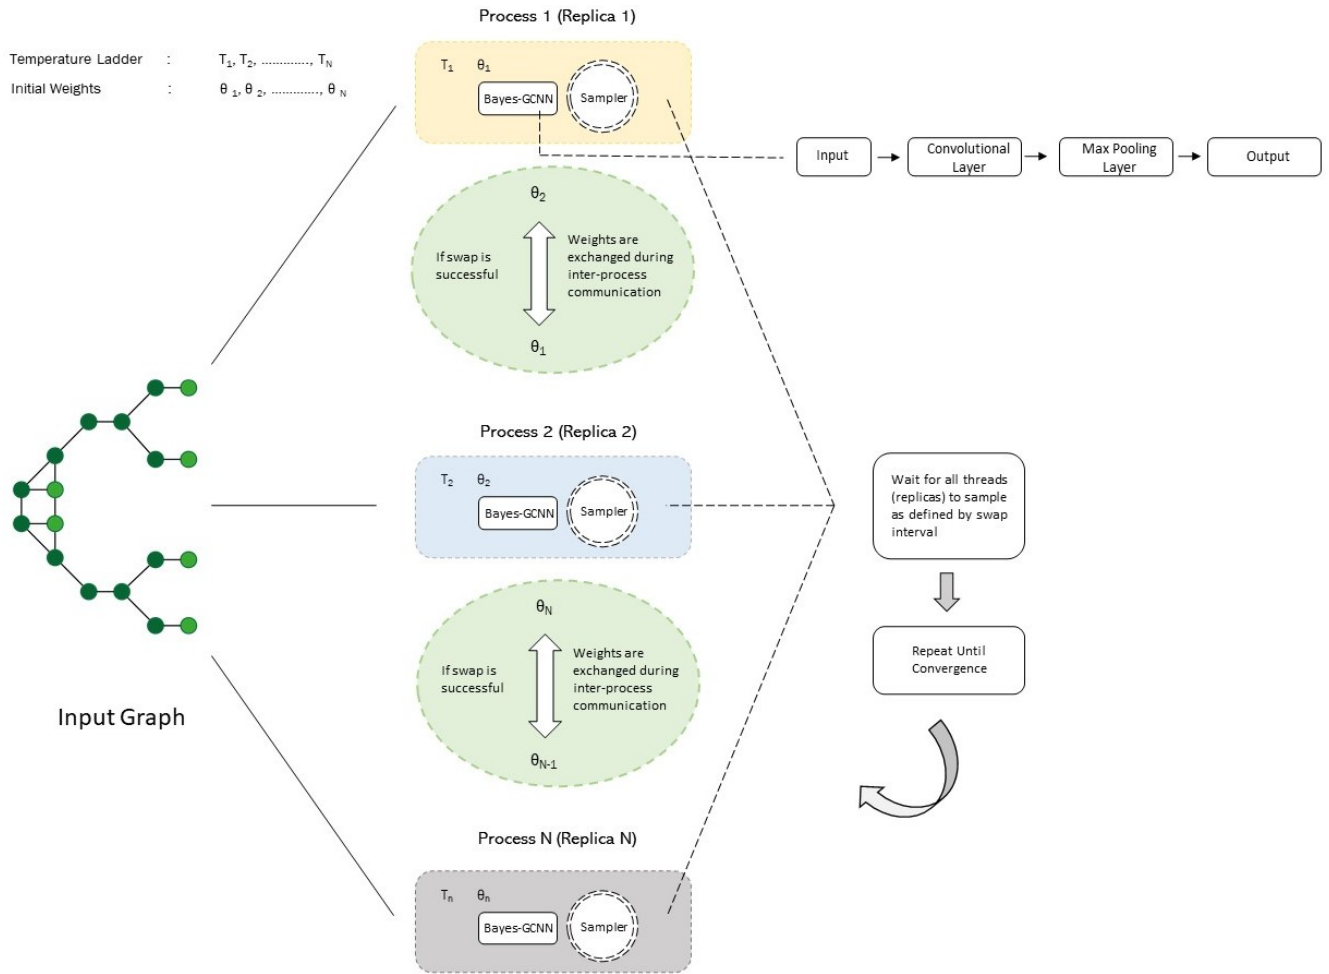 Process 1 (Replica 1)
Temperature Ladder : T1, T2, ............., TN
Initial Weights : θ 1, θ 2, ............., θ N
T1 θ1
Bayes-GCNN
Sampler
Input
Convolutional
Layer
Max Pooling
Layer
Output
θ2
If swap is
successful
Weights are
exchanged during
inter-process
communication
θ1
Process 2 (Replica 2)
T2 θ2
Bayes-GCNN
Sampler
Wait for all threads
(replicas) to sample
as defined by swap
interval
θN
If swap is
successful
Weights are
exchanged during
inter-process
communication
θN-1
Repeat Until
Convergence
Input Graph
Process N (Replica N)
Tn θn
Bayes-GCNN
Sampler